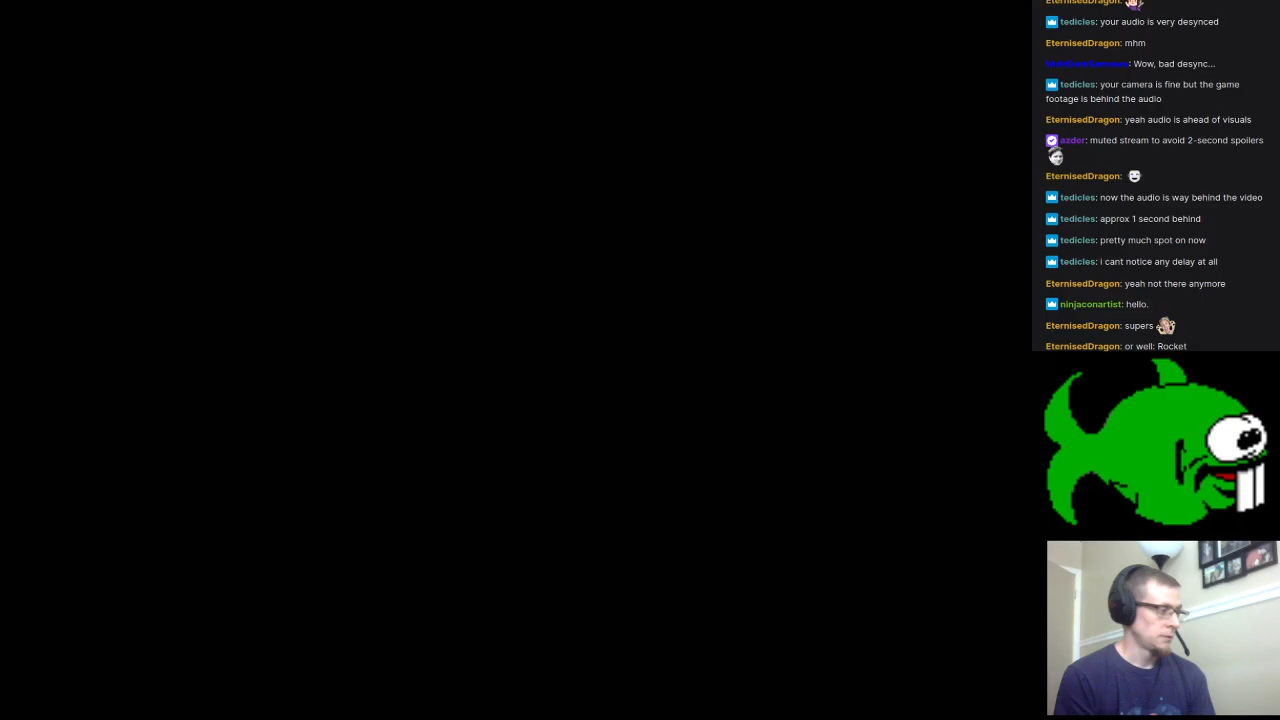 EternisedDragon:
tedicles: your audio is very desynced
EternisedDragon: mhm
: Wow, bad desync...
tedicles: your camera is fine but the game
footage is behind the audio
EternisedDragon: yeah audio is ahead of visuals
azder: muted stream to avoid 2-second spoilers
EternisedDragon:
tedicles: now the audio is way behind the video
tedicles: approx 1 second behind
tedicles: pretty much spot on now
tedicles: i cant notice any delay at all
EternisedDragon: yeah not there anymore
ninjaconartist: hello.
EternisedDragon: supers
EternisedDragon: or well: Rocket